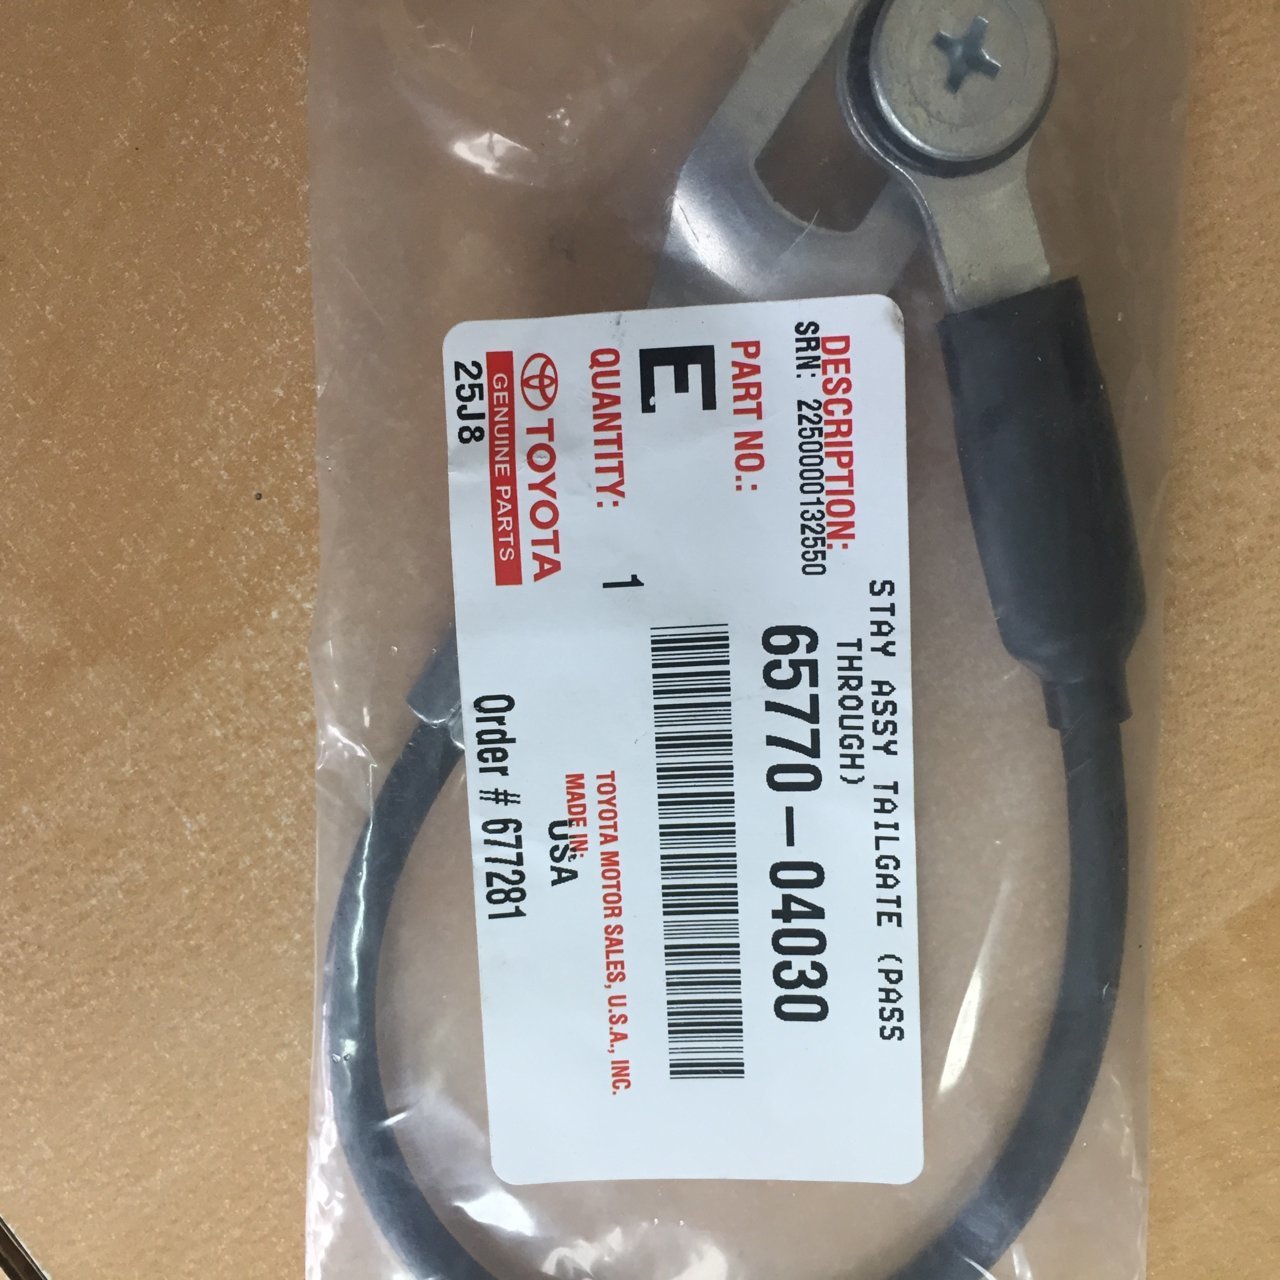 STAY ASSY TAILGATE (PASS
THROUGH)
DESCRIPTION:
SRN: 2250000132550
PART NO.:
65770-04030
E
QUANTITY:
1
TOYOTA
GENUINE PARTS
25J8
TOYOTA MOTOR SALES, U.S.A., INC.
MADE IN:
USA
Order # 677281